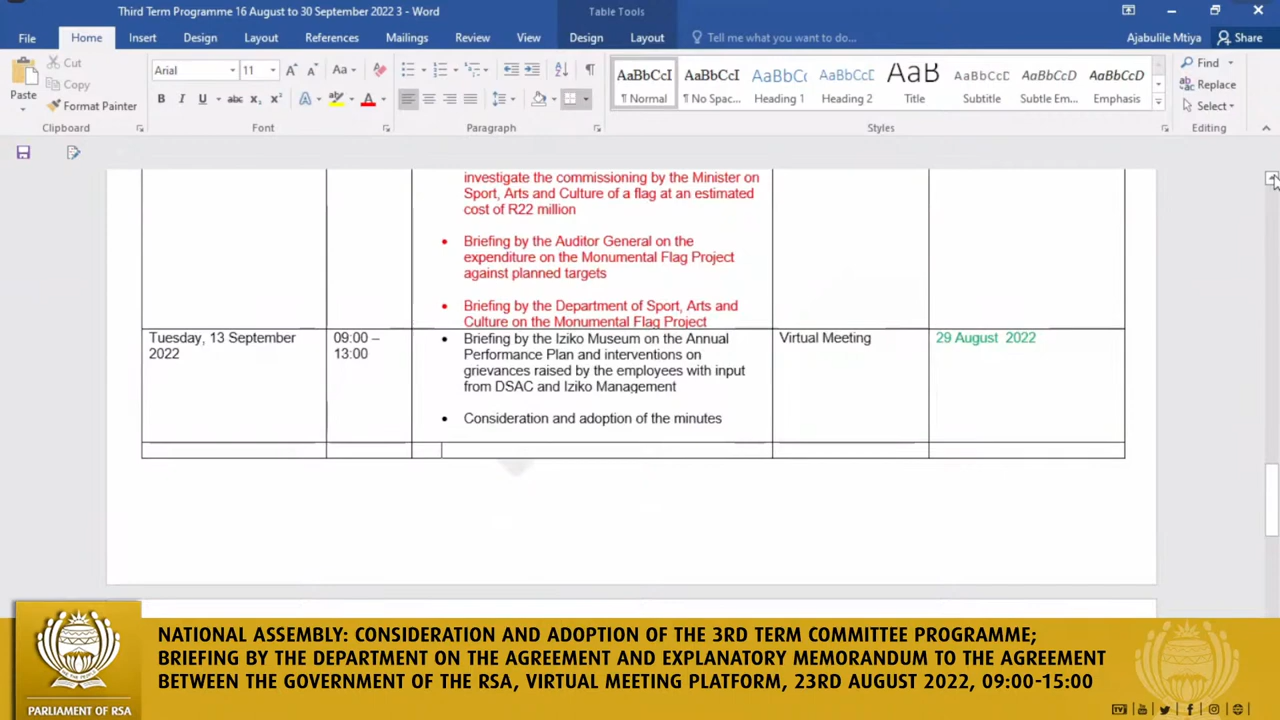 Third Term Programme 16 August to 30 September 2022 3 - Word
Table Tools
File Home Insert Design Layout References Mailings Review View Design Layout Tell me what you want to do... Ajabulile Mtiya Share
Paste
Cut
Copy
Format Painter
Clipboard
Arial 11
Aa
B I U abc x₂ x² A A
Font
Paragraph
AaBbCcI AaBbCcI AaBbCc AaBbCcI AaB AaBbCcD AaBbCcD AaBbCcD
¶ Normal ¶ No Spac... Heading 1 Heading 2 Title Subtitle Subtle Em... Emphasis
Styles
Find
Replace
Select
Editing
investigate the commissioning by the Minister on
Sport, Arts and Culture of a flag at an estimated
cost of R22 million
• Briefing by the Auditor General on the
expenditure on the Monumental Flag Project
against planned targets
• Briefing by the Department of Sport, Arts and
Culture on the Monumental Flag Project
Tuesday, 13 September
2022
09:00 –
13:00
• Briefing by the Iziko Museum on the Annual
Performance Plan and interventions on
grievances raised by the employees with input
from DSAC and Iziko Management
• Consideration and adoption of the minutes
Virtual Meeting
29 August 2022
NATIONAL ASSEMBLY: CONSIDERATION AND ADOPTION OF THE 3RD TERM COMMITTEE PROGRAMME;
BRIEFING BY THE DEPARTMENT ON THE AGREEMENT AND EXPLANATORY MEMORANDUM TO THE AGREEMENT
BETWEEN THE GOVERNMENT OF THE RSA, VIRTUAL MEETING PLATFORM, 23RD AUGUST 2022, 09:00-15:00
PARLIAMENT OF RSA